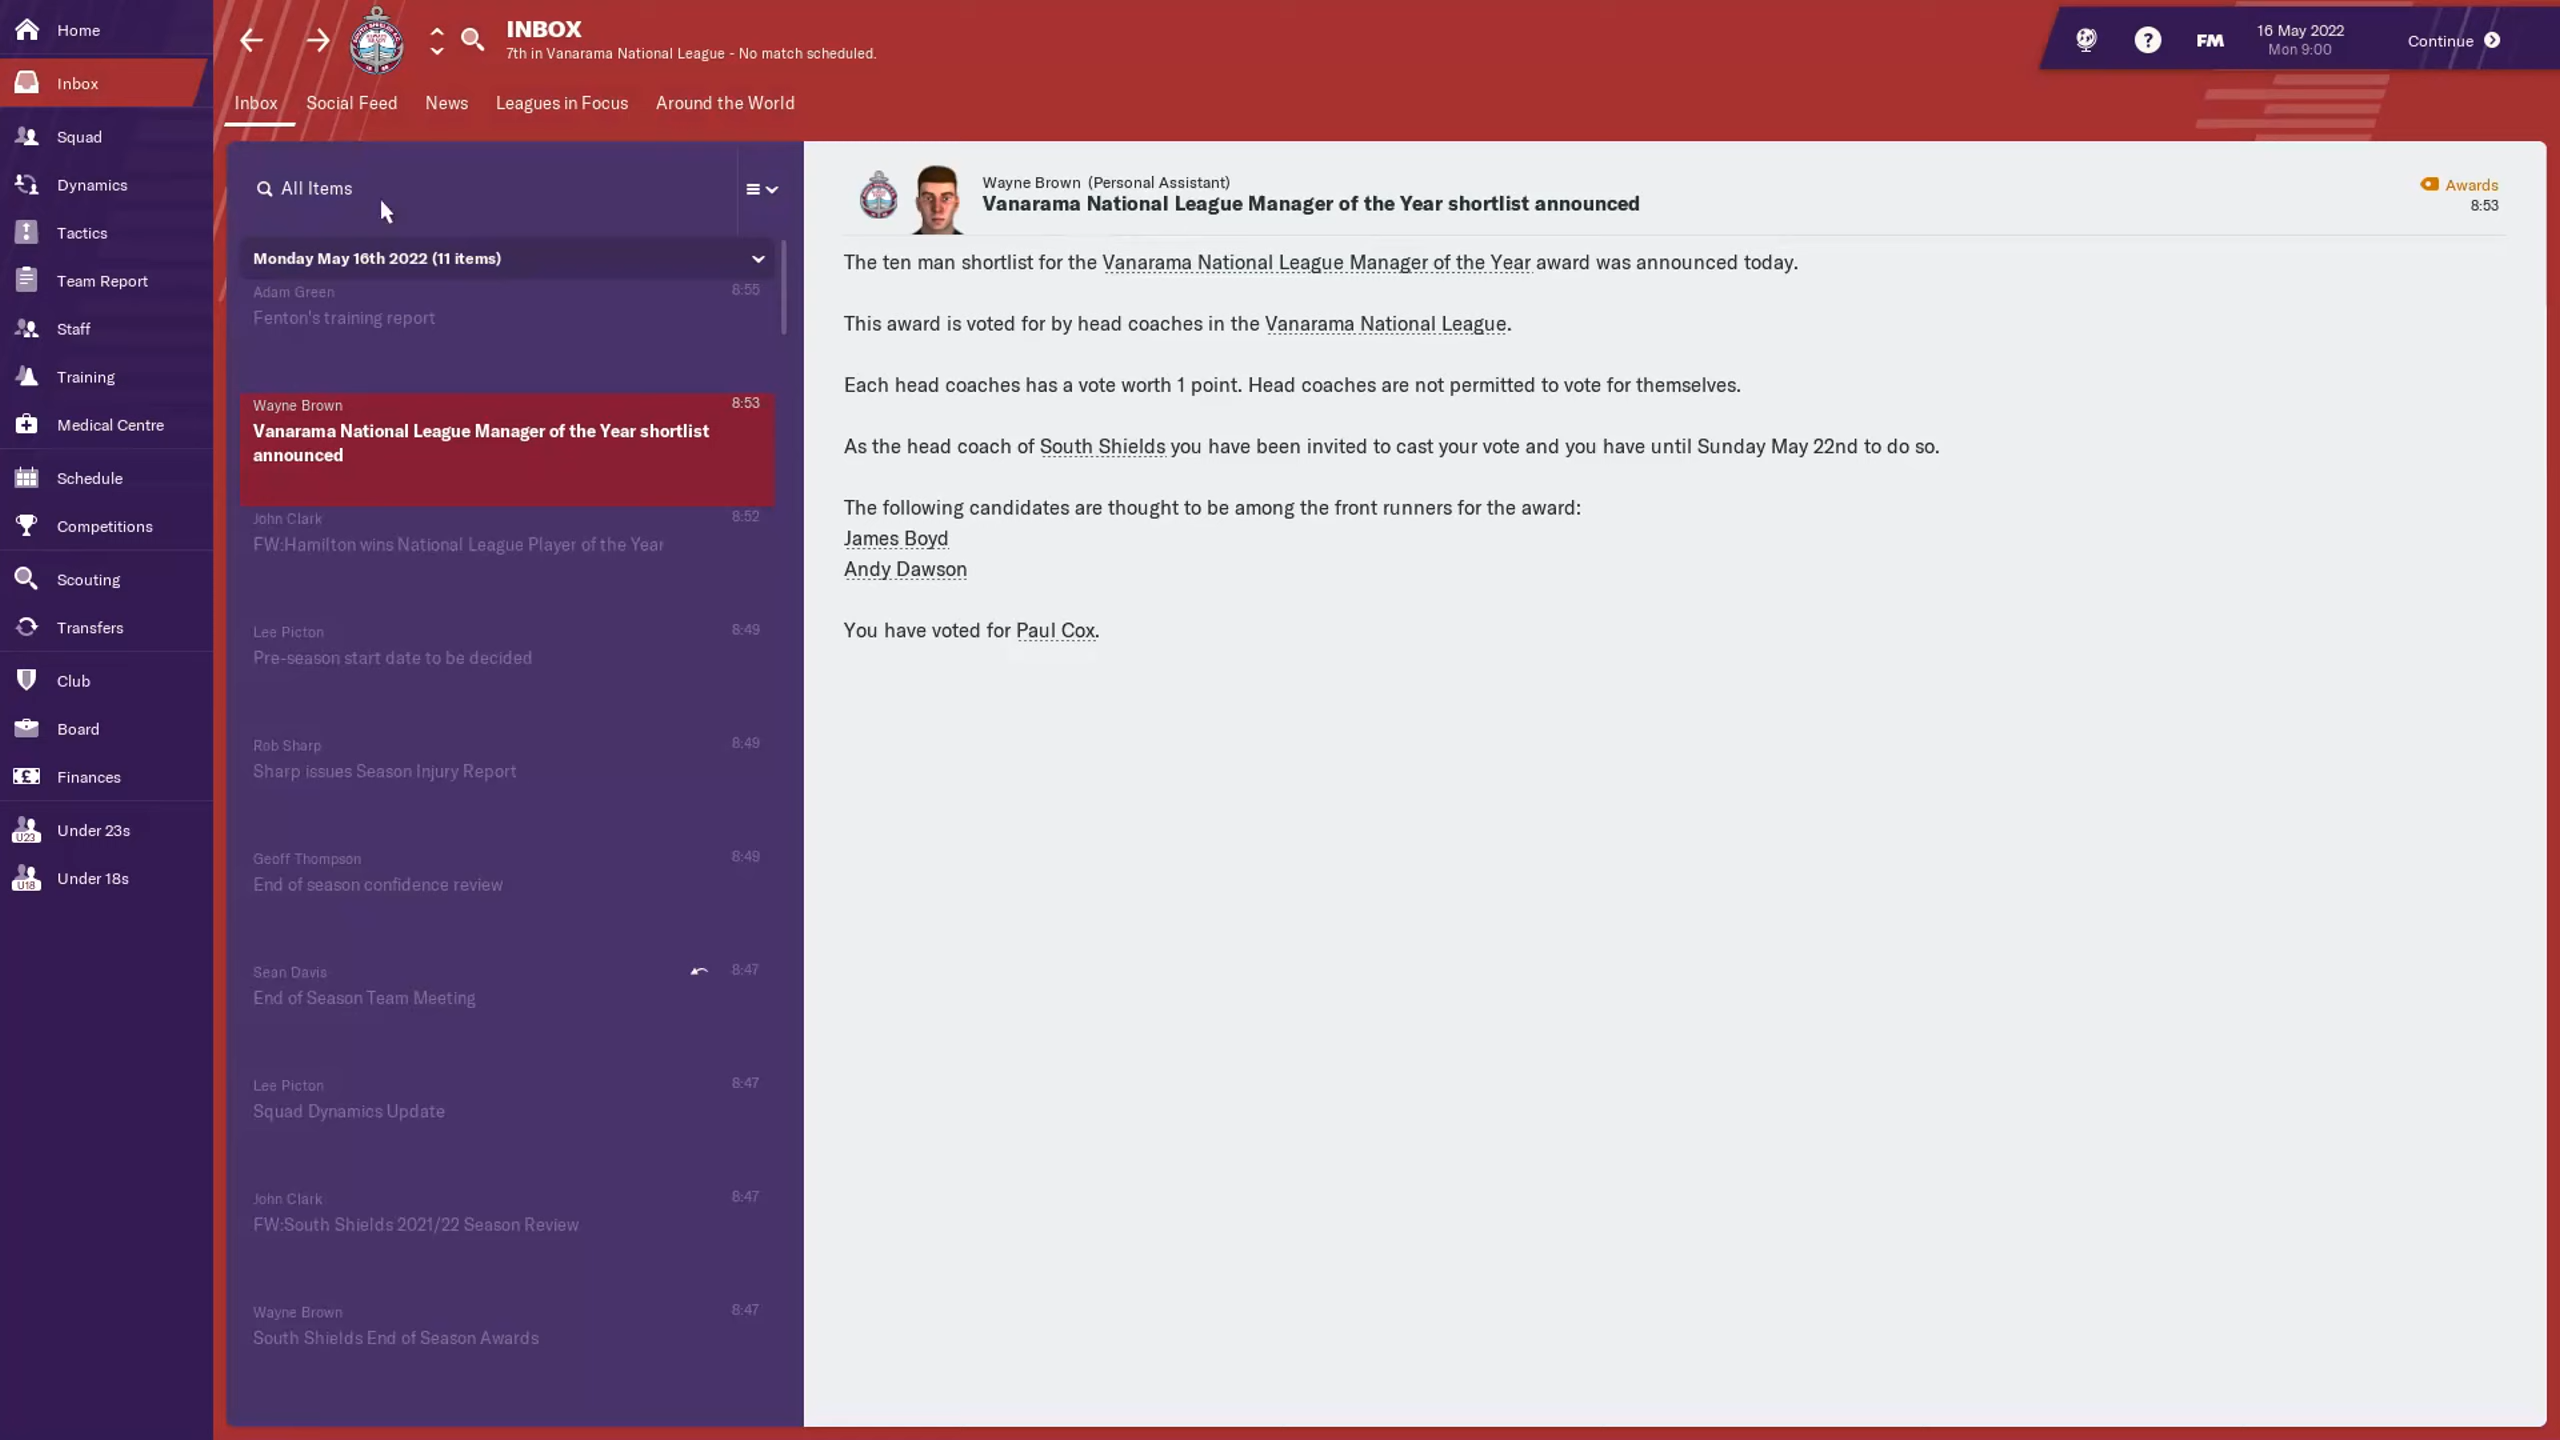 Home
Inbox
Squad
Dynamics
Tactics
Team Report
Staff
Training
Medical Centre
Schedule
Competitions
Scouting
Transfers
Club
Board
Finances
U23
Under 23s
U18
Under 18s
INBOX
7th in Vanarama National League - No match scheduled.
FM
16 May 2022
Mon 9:00
Continue
Inbox Social Feed News Leagues in Focus Around the World
All Items
Monday May 16th 2022 (11 items)
Adam Green 8:55
Fenton's training report
Wayne Brown 8:53
Vanarama National League Manager of the Year shortlist
announced
John Clark 8:52
FW:Hamilton wins National League Player of the Year
Lee Picton 8:49
Pre-season start date to be decided
Rob Sharp 8:49
Sharp issues Season Injury Report
Geoff Thompson 8:49
End of season confidence review
Sean Davis 8:47
End of Season Team Meeting
Lee Picton 8:47
Squad Dynamics Update
John Clark 8:47
FW:South Shields 2021/22 Season Review
Wayne Brown 8:47
South Shields End of Season Awards
Wayne Brown (Personal Assistant)
Vanarama National League Manager of the Year shortlist announced
Awards
8:53
The ten man shortlist for the Vanarama National League Manager of the Year award was announced today.
This award is voted for by head coaches in the Vanarama National League.
Each head coaches has a vote worth 1 point. Head coaches are not permitted to vote for themselves.
As the head coach of South Shields you have been invited to cast your vote and you have until Sunday May 22nd to do so.
The following candidates are thought to be among the front runners for the award:
James Boyd
Andy Dawson
You have voted for Paul Cox.